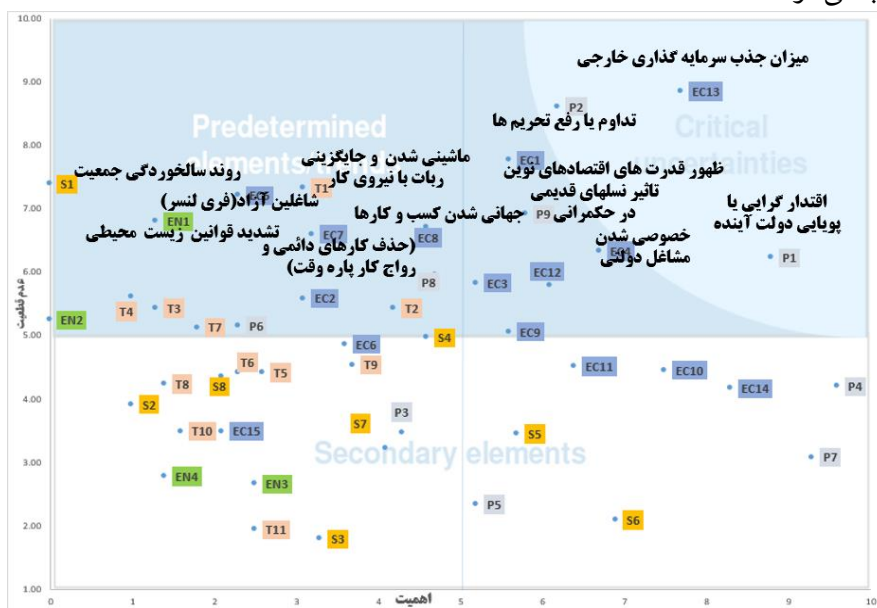 10.00
میزان جذب سرمایه گذاری خارجی
9.00
EC13
P2
تداوم یا رفع تحریم ها
8.00
Predetermined
Critical
EC1
ماشینی شدن و جایگزینی
ظهور قدرت های اقتصادهای نوین
uncertainties
روند سالخوردگی جمعیت
S1
ربات با نیروی کار
تاثیر نسلهای قدیمی
T1
شاغلین آزاد(فری لنسر)
اقتدار گرایی یا
7.00
EN1
جهانی شدن کسب و کارها
P9
در حکمرانی
پویایی دولت آینده
تشدید قوانین زیست محیطی
EC7
EC8
خصوصی شدن
(حذف کارهای دائمی و
مشاغل دولتی
P1
6.00
رواج کار پاره وقت)
P8
EC12
EC3
EC2
عدم قطعیت
T4
T3
T2
EN2
T7
P6
EC9
5.00
S4
EC6
T6
T9
EC11
T8
S8
T5
EC10
EC14
P4
4.00
S2
P3
T10
EC15
S7
S5
Secondary elements
3.00
P7
EN4
EN3
P5
2.00
T11
S3
S6
1.00
0
1
2
3
4
اهمیت
5
6
7
8
9
10